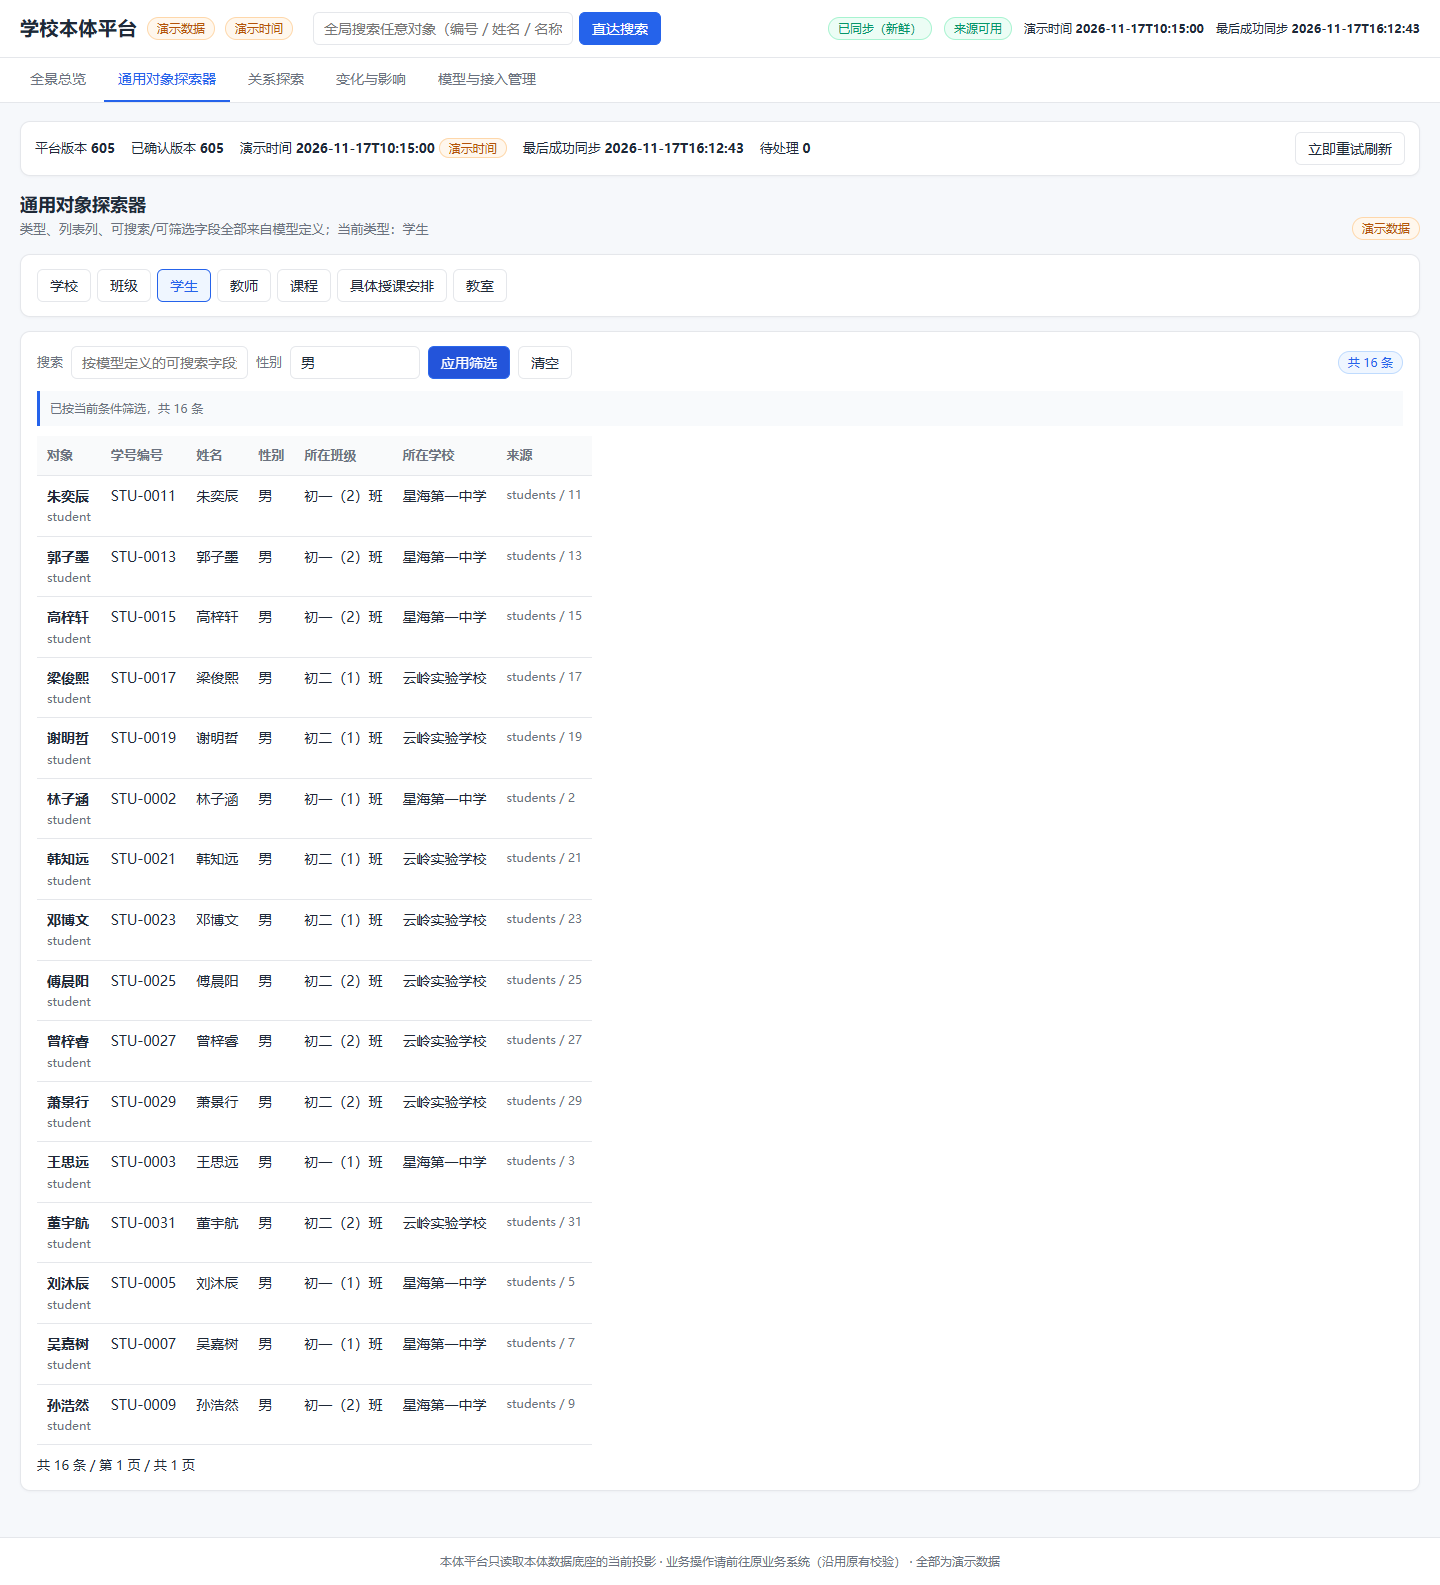 学校本体平台 演示数据 演示时间 全局搜索任意对象（编号 / 姓名 / 名称 直达搜索 已同步（新鲜） 来源可用 演示时间 2026-11-17T10:15:00 最后成功同步 2026-11-17T16:12:43
全景总览 通用对象探索器 关系探索 变化与影响 模型与接入管理
平台版本 605 已确认版本 605 演示时间 2026-11-17T10:15:00 演示时间 最后成功同步 2026-11-17T16:12:43 待处理 0 立即重试刷新
通用对象探索器
类型、列表列、可搜索/可筛选字段全部来自模型定义；当前类型：学生 演示数据
学校 班级 学生 教师 课程 具体授课安排 教室
搜索 按模型定义的可搜索字段 性别 男 应用筛选 清空 共 16 条
已按当前条件筛选，共 16 条
对象 学号编号 姓名 性别 所在班级 所在学校 来源
朱奕辰 STU-0011 朱奕辰 男 初一（2）班 星海第一中学 students / 11
student
郭子墨 STU-0013 郭子墨 男 初一（2）班 星海第一中学 students / 13
student
高梓轩 STU-0015 高梓轩 男 初一（2）班 星海第一中学 students / 15
student
梁俊熙 STU-0017 梁俊熙 男 初二（1）班 云岭实验学校 students / 17
student
谢明哲 STU-0019 谢明哲 男 初二（1）班 云岭实验学校 students / 19
student
林子涵 STU-0002 林子涵 男 初一（1）班 星海第一中学 students / 2
student
韩知远 STU-0021 韩知远 男 初二（1）班 云岭实验学校 students / 21
student
邓博文 STU-0023 邓博文 男 初二（1）班 云岭实验学校 students / 23
student
傅晨阳 STU-0025 傅晨阳 男 初二（2）班 云岭实验学校 students / 25
student
曾梓睿 STU-0027 曾梓睿 男 初二（2）班 云岭实验学校 students / 27
student
萧景行 STU-0029 萧景行 男 初二（2）班 云岭实验学校 students / 29
student
王思远 STU-0003 王思远 男 初一（1）班 星海第一中学 students / 3
student
董宇航 STU-0031 董宇航 男 初二（2）班 云岭实验学校 students / 31
student
刘沐辰 STU-0005 刘沐辰 男 初一（1）班 星海第一中学 students / 5
student
吴嘉树 STU-0007 吴嘉树 男 初一（1）班 星海第一中学 students / 7
student
孙浩然 STU-0009 孙浩然 男 初一（2）班 星海第一中学 students / 9
student
共 16 条 / 第 1 页 / 共 1 页
本体平台只读取本体数据底座的当前投影 · 业务操作请前往原业务系统（沿用原有校验） · 全部为演示数据